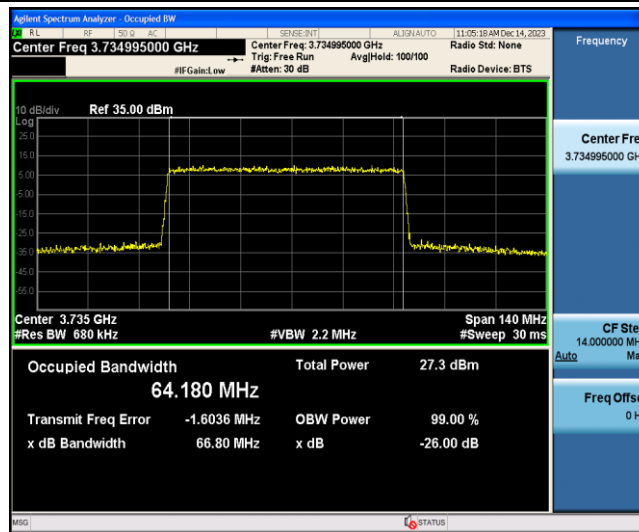 Agilent Spectrum Analyzer - Occupied BW
RL RF 50 Ω AC SENSE:INT ALIGN AUTO 11:05:18 AM Dec 14, 2023
Center Freq 3.734995000 GHz
Center Freq: 3.734995000 GHz
Radio Std: None
Trig: Free Run Avg|Hold: 100/100
#IFGain:Low #Atten: 30 dB
Radio Device: BTS
Frequency
10 dB/div Ref 35.00 dBm
Log
25.0
15.0
5.00
-5.00
-15.0
-25.0
-35.0
-45.0
-55.0
Center 3.735 GHz Span 140 MHz
#Res BW 680 kHz #VBW 2.2 MHz #Sweep 30 ms
Center Fre
3.734995000 GH
CF Ste
14.000000 MH
Auto Ma
Freq Offs
0 H
Occupied Bandwidth Total Power 27.3 dBm
64.180 MHz
Transmit Freq Error -1.6036 MHz OBW Power 99.00 %
x dB Bandwidth 66.80 MHz x dB -26.00 dB
MSG STATUS